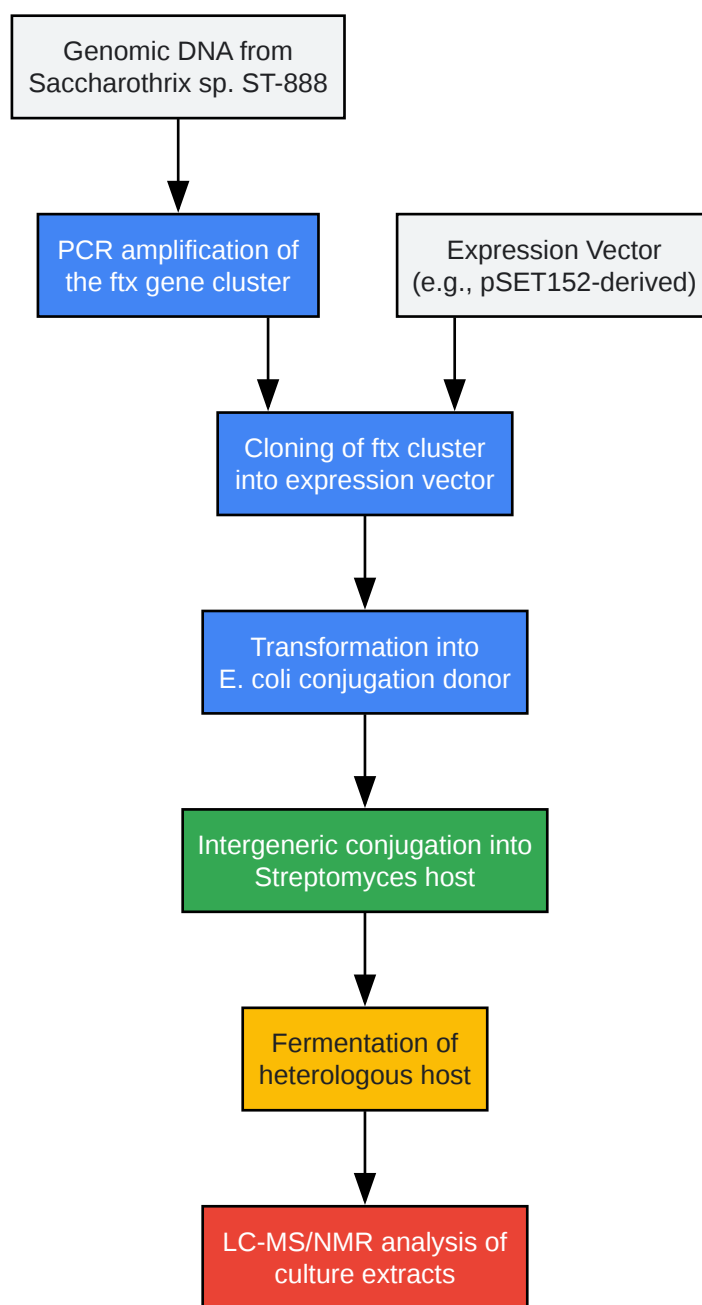 Genomic DNA from
Saccharothrix sp. ST-888
PCR amplification of
the ftx gene cluster
Expression Vector
(e.g., pSET152-derived)
Cloning of ftx cluster
into expression vector
Transformation into
E. coli conjugation donor
Intergeneric conjugation into
Streptomyces host
Fermentation of
heterologous host
LC-MS/NMR analysis of
culture extracts